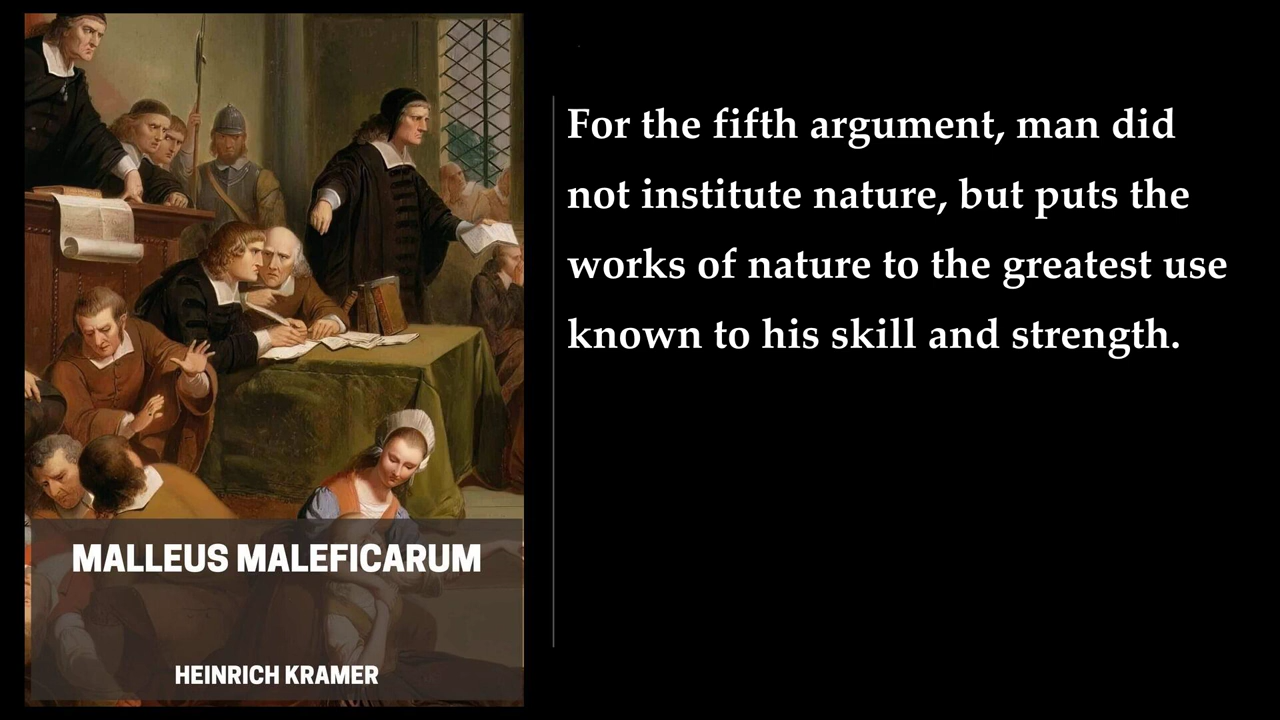 MALLEUS MALEFICARUM
HEINRICH KRAMER
For the fifth argument, man did
not institute nature, but puts the
works of nature to the greatest use
known to his skill and strength.